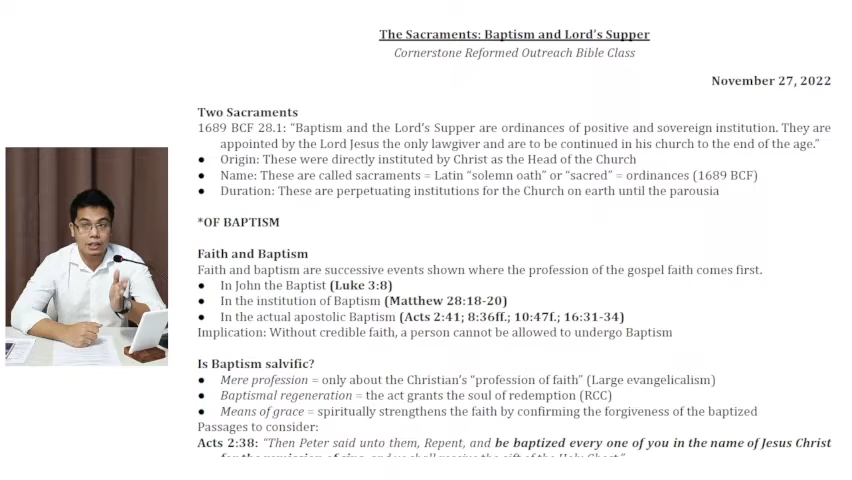 The Sacraments: Baptism and Lord's Supper
Cornerstone Reformed Outreach Bible Class
November 27, 2022
Two Sacraments
1689 BCF 28.1: “Baptism and the Lord's Supper are ordinances of positive and sovereign institution. They are
appointed by the Lord Jesus the only lawgiver and are to be continued in his church to the end of the age.”
● Origin: These were directly instituted by Christ as the Head of the Church
● Name: These are called sacraments = Latin “solemn oath” or “sacred” = ordinances (1689 BCF)
● Duration: These are perpetuating institutions for the Church on earth until the parousia
*OF BAPTISM
Faith and Baptism
Faith and baptism are successive events shown where the profession of the gospel faith comes first.
● In John the Baptist (Luke 3:8)
● In the institution of Baptism (Matthew 28:18-20)
● In the actual apostolic Baptism (Acts 2:41; 8:36ff.; 10:47f.; 16:31-34)
Implication: Without credible faith, a person cannot be allowed to undergo Baptism
Is Baptism salvific?
● Mere profession = only about the Christian's “profession of faith” (Large evangelicalism)
● Baptismal regeneration = the act grants the soul of redemption (RCC)
● Means of grace = spiritually strengthens the faith by confirming the forgiveness of the baptized
Passages to consider:
Acts 2:38: “Then Peter said unto them, Repent, and be baptized every one of you in the name of Jesus Christ